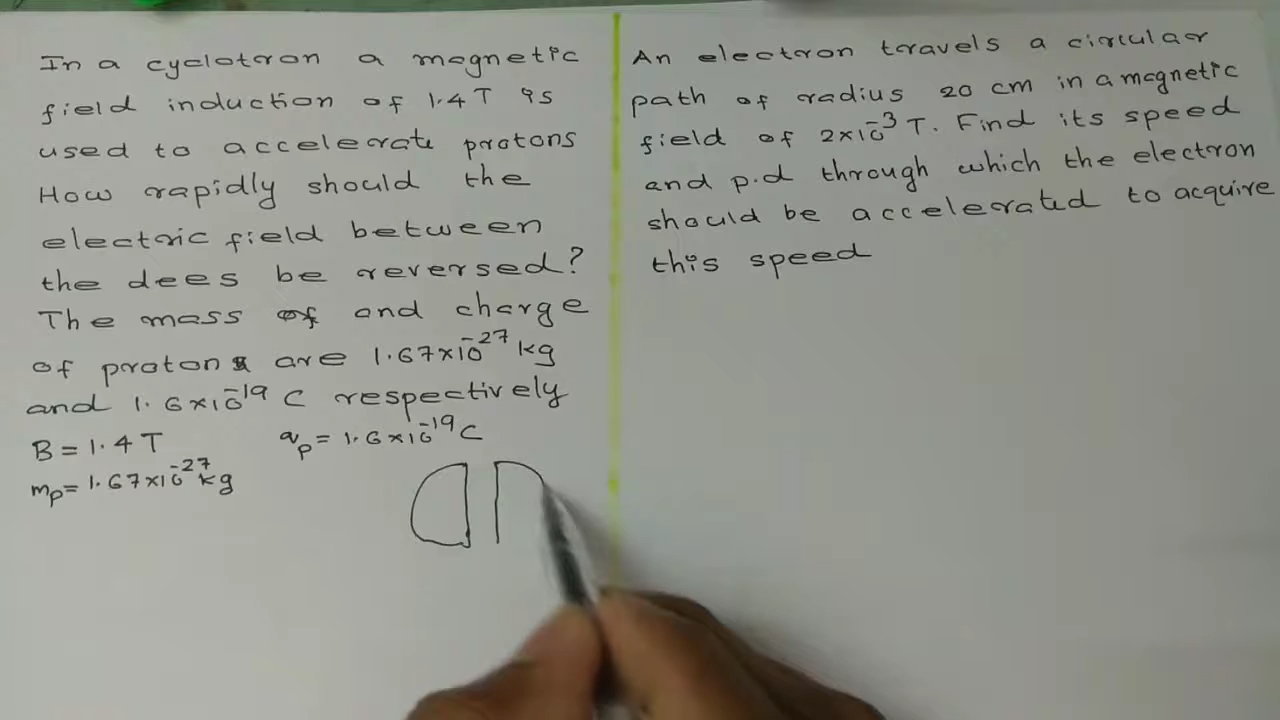 In a cyclotron a magnetic
field induction of 1.4T is
used to accelerate protons
How rapidly should the
electric field between
the dees be reversed?
The mass of and charge
of proton are 1.67×10⁻²⁷ kg
and 1.6×10⁻¹⁹ C respectively
B = 1.4 T qₚ = 1.6×10⁻¹⁹ C
mₚ = 1.67×10⁻²⁷ kg
An electron travels a circular
path of radius 20 cm in a magnetic
field of 2×10⁻³ T. Find its speed
and p.d through which the electron
should be accelerated to acquire
this speed